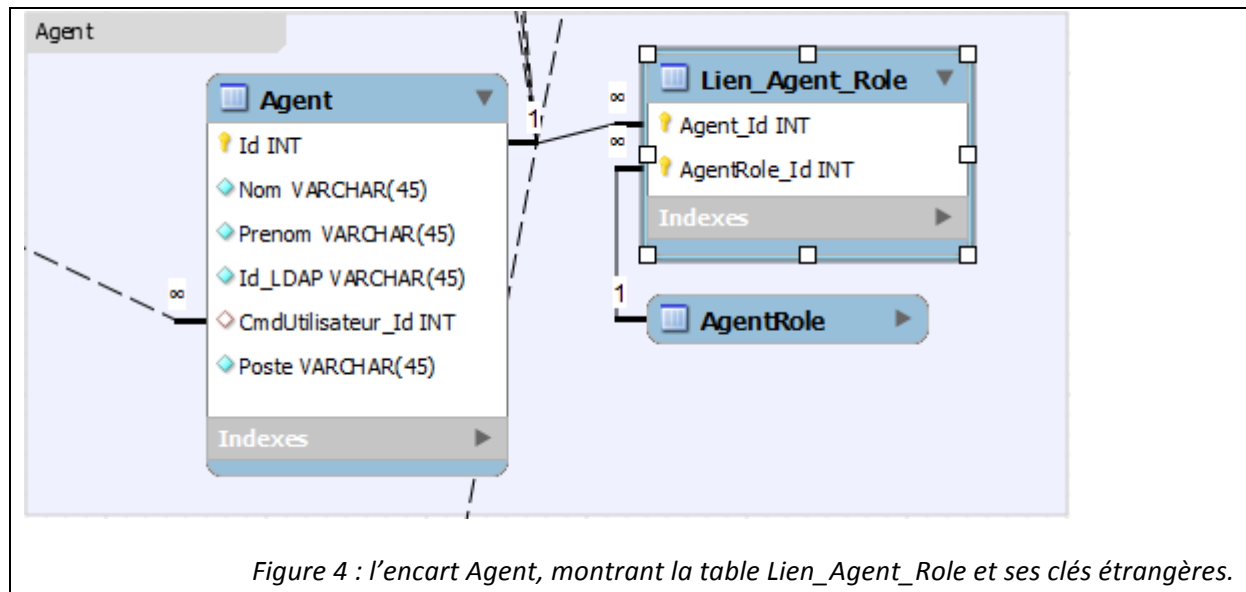 Agent
Agent
Id INT
Nom VARCHAR(45)
Prenom VARCHAR(45)
Id_LDAP VARCHAR(45)
CmdUtilisateur_Id INT
Poste VARCHAR(45)
Indexes
∞
1
∞
∞
Lien_Agent_Role
Agent_Id INT
AgentRole_Id INT
Indexes
1
AgentRole
Figure 4 : l’encart Agent, montrant la table Lien_Agent_Role et ses clés étrangères.